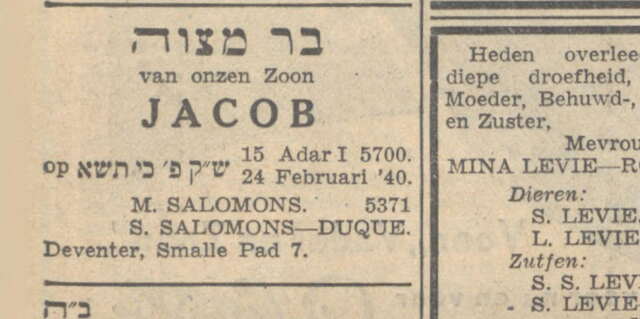 בר מצוה
van onzen Zoon
JACOB
op ש״ק פ׳ כי תשא 15 Adar I 5700.
24 Februari '40.
M. SALOMONS. 5371
S. SALOMONS—DUQUE.
Deventer, Smalle Pad 7.
ב״ה
Heden
diepe droefheid,
Moeder, Behuwd-,
en Zuster,
MINA LEVIE—
Dieren:
S. LEVIE.
L. LEVIE
Zutfen:
S. S.
S. LEVIE